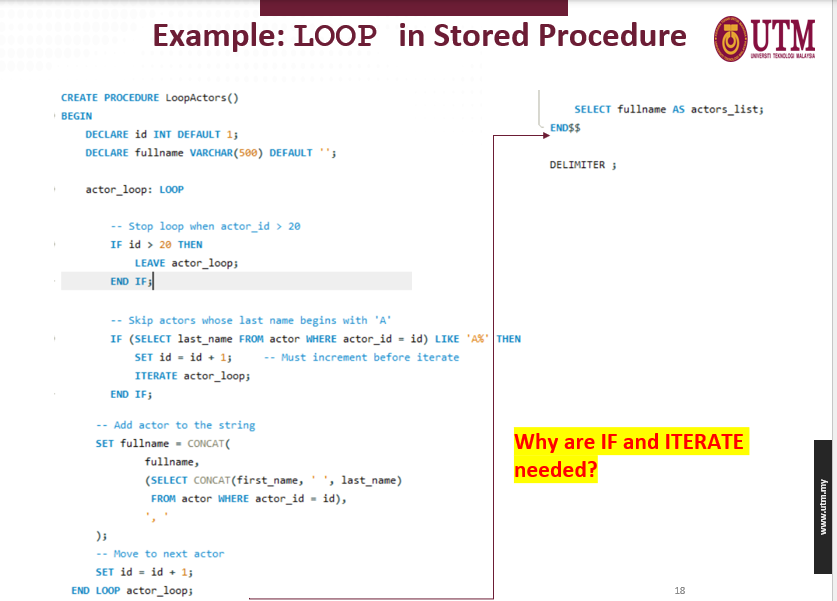 Example: LOOP in Stored Procedure
UTM
UNIVERSITI TEKNOLOGI MALAYSIA
CREATE PROCEDURE LoopActors()
BEGIN
DECLARE id INT DEFAULT 1;
DECLARE fullname VARCHAR(500) DEFAULT '';
actor_loop: LOOP
-- Stop loop when actor_id > 20
IF id > 20 THEN
LEAVE actor_loop;
END IF;
-- Skip actors whose last name begins with 'A'
IF (SELECT last_name FROM actor WHERE actor_id = id) LIKE 'A%' THEN
SET id = id + 1; -- Must increment before iterate
ITERATE actor_loop;
END IF;
-- Add actor to the string
SET fullname = CONCAT(
fullname,
(SELECT CONCAT(first_name, ' ', last_name)
FROM actor WHERE actor_id = id),
', '
);
-- Move to next actor
SET id = id + 1;
END LOOP actor_loop;
SELECT fullname AS actors_list;
END$$
DELIMITER ;
Why are IF and ITERATE
needed?
www.utm.my
18